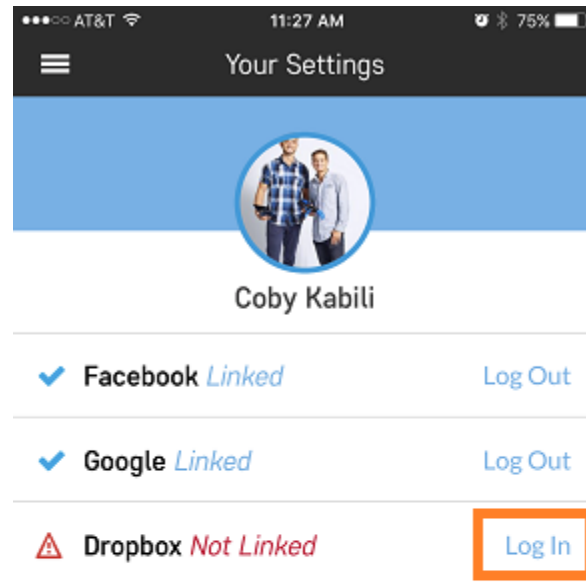 AT&T 11:27 AM 75%
Your Settings
Coby Kabili
Facebook Linked Log Out
Google Linked Log Out
Dropbox Not Linked Log In